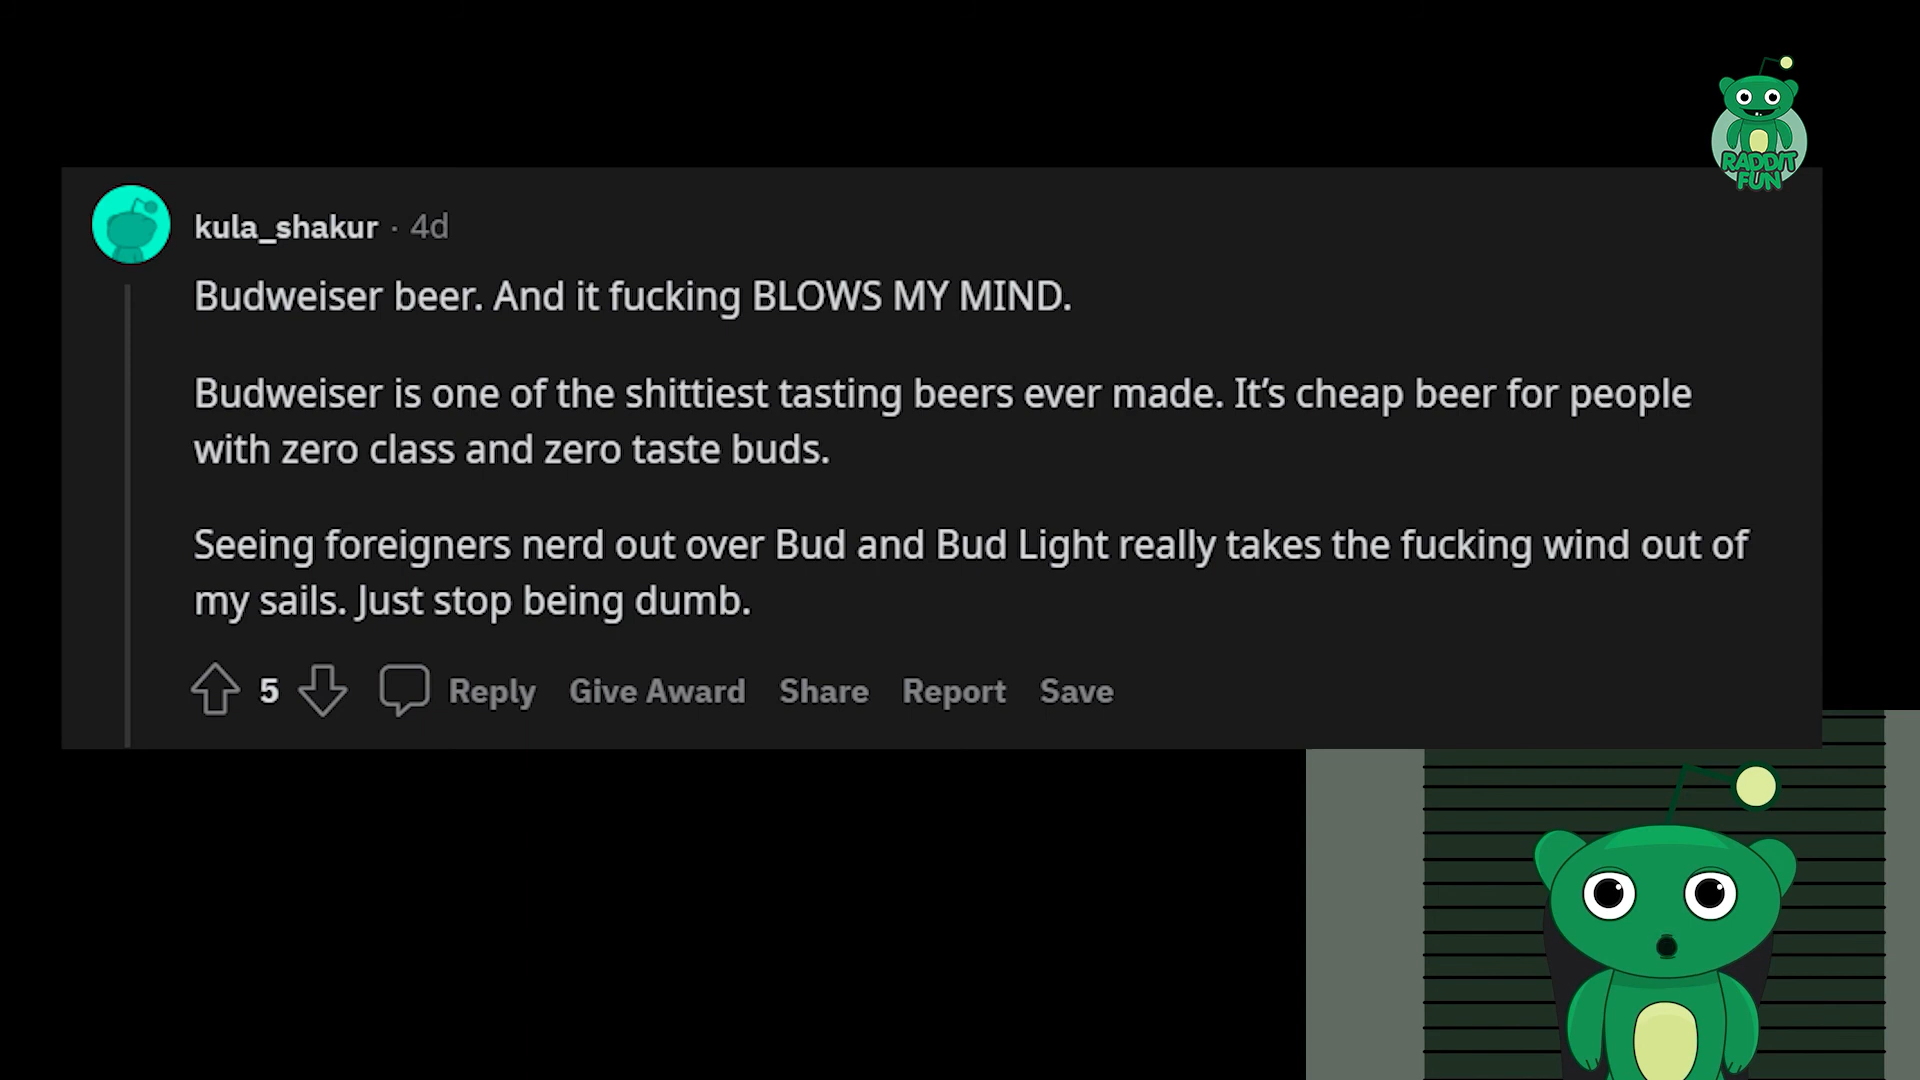 RADDIT
FUN
kula_shakur · 4d
Budweiser beer. And it fucking BLOWS MY MIND.
Budweiser is one of the shittiest tasting beers ever made. It’s cheap beer for people
with zero class and zero taste buds.
Seeing foreigners nerd out over Bud and Bud Light really takes the fucking wind out of
my sails. Just stop being dumb.
5 Reply Give Award Share Report Save